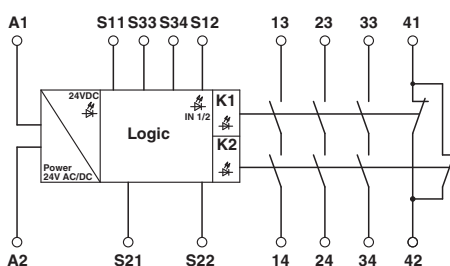 A1 S11 S33 S34 S12 13 23 33 41
24VDC
K1
IN 1/2
Logic
K2
Power
24V AC/DC
A2 S21 S22 14 24 34 42